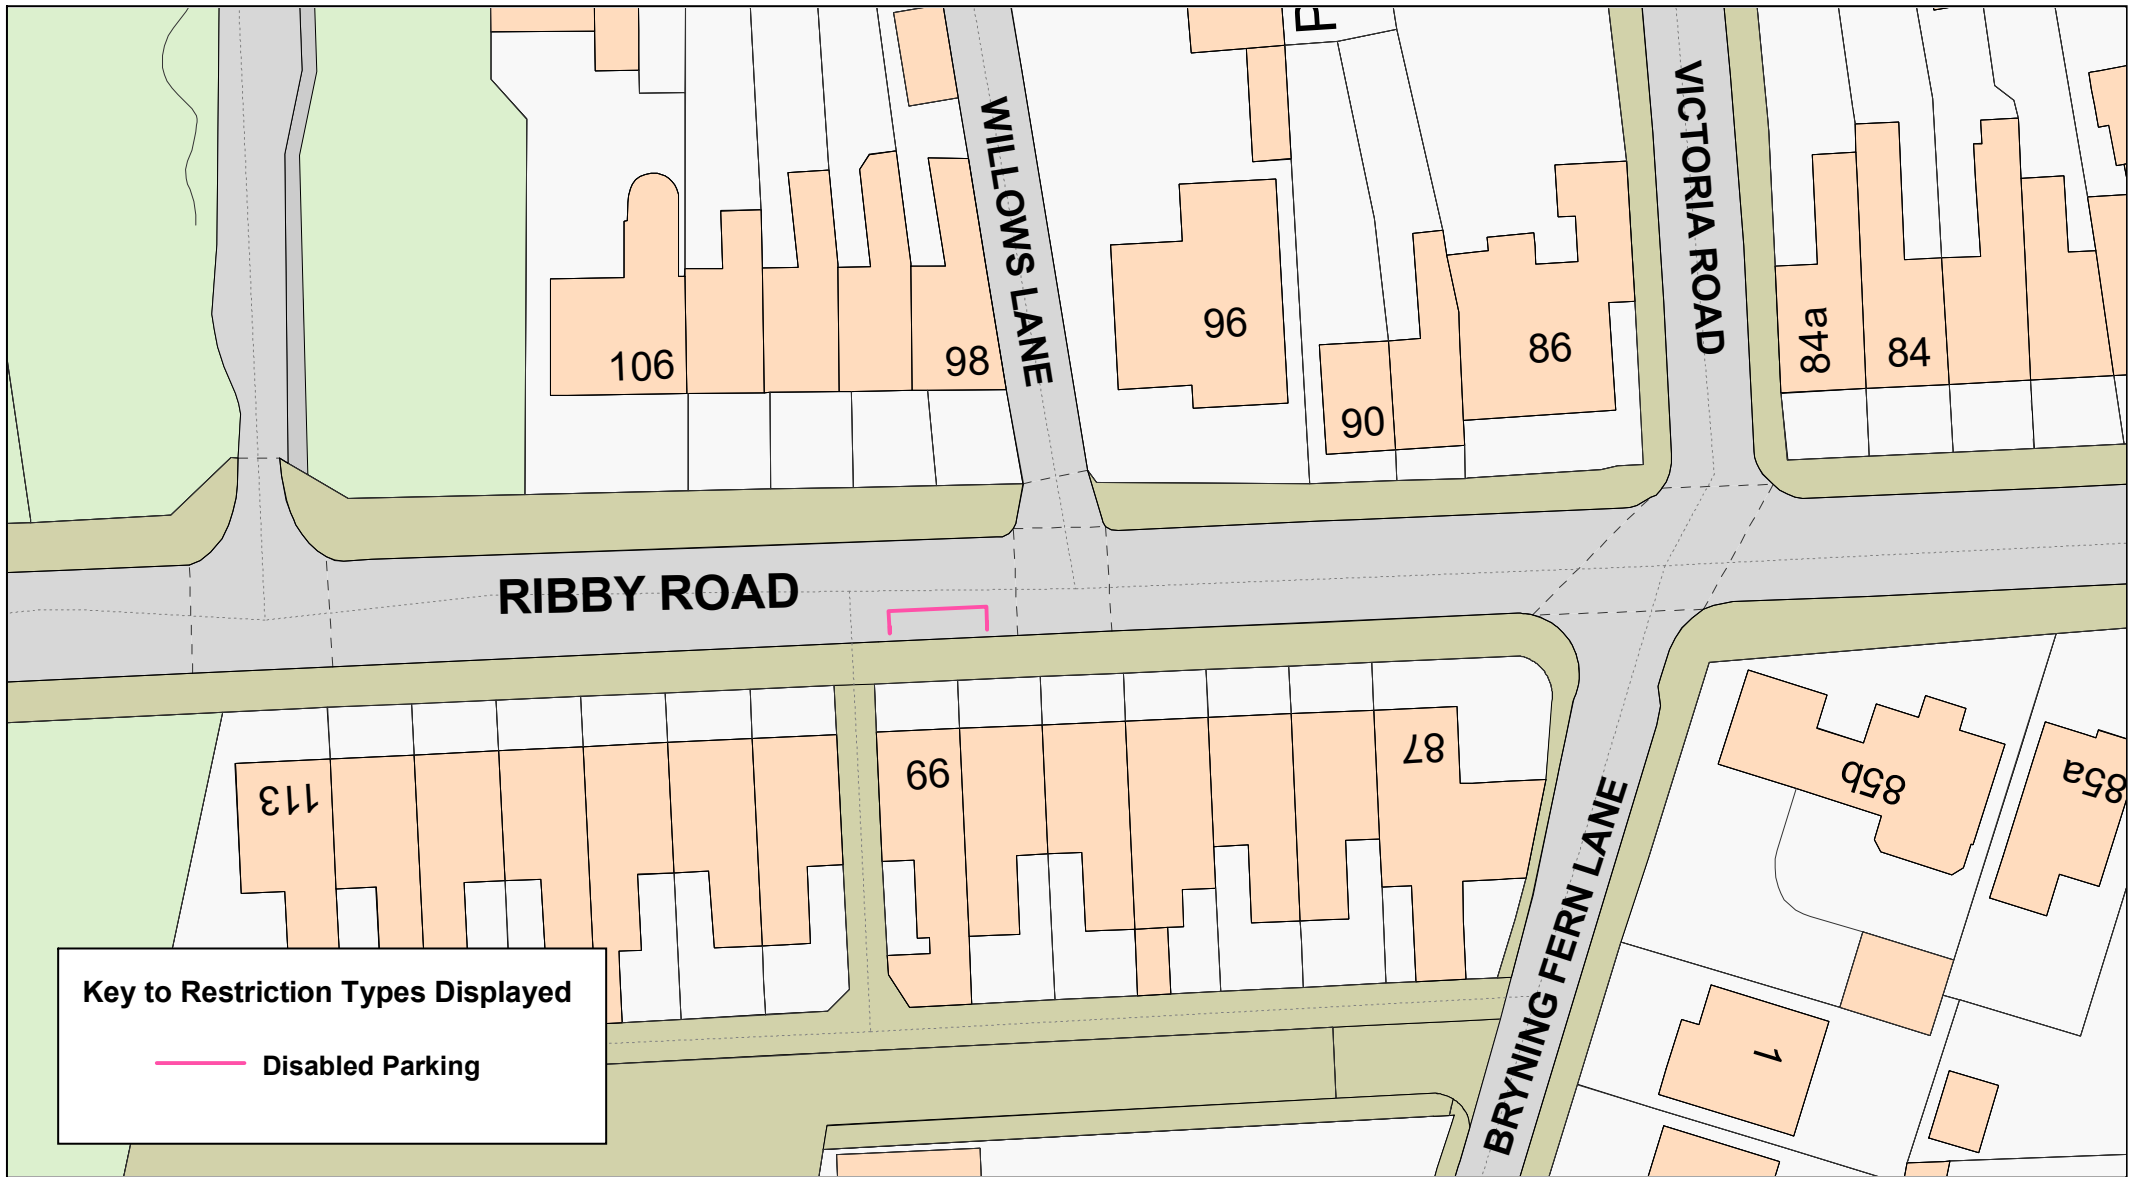 WILLOWS LANE
VICTORIA ROAD
106
98
96
90
86
84a
84
RIBBY ROAD
113
99
87
85b
85a
BRYNING FERN LANE
1
Key to Restriction Types Displayed
Disabled Parking